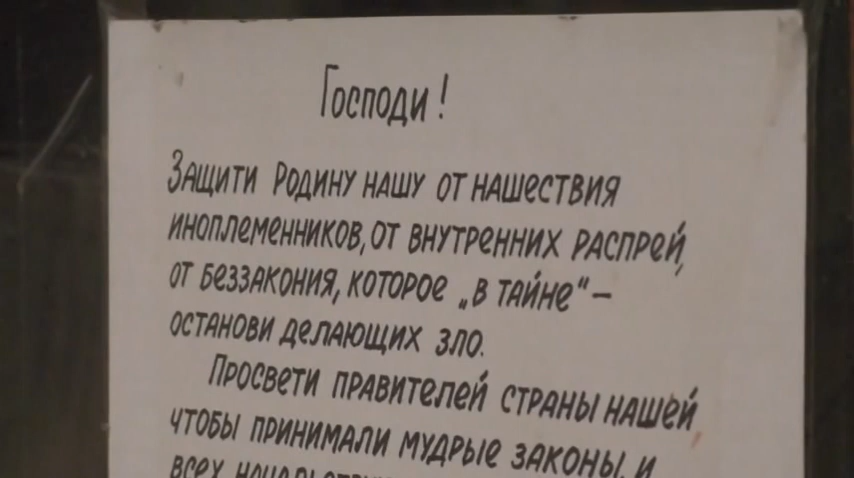 Господи!
Защити Родину нашу от нашествия
иноплеменников, от внутренних распрей,
от беззакония, которое „в тайне“ –
останови делающих зло.
Просвети правителей страны нашей
чтобы принимали мудрые законы, и
всех